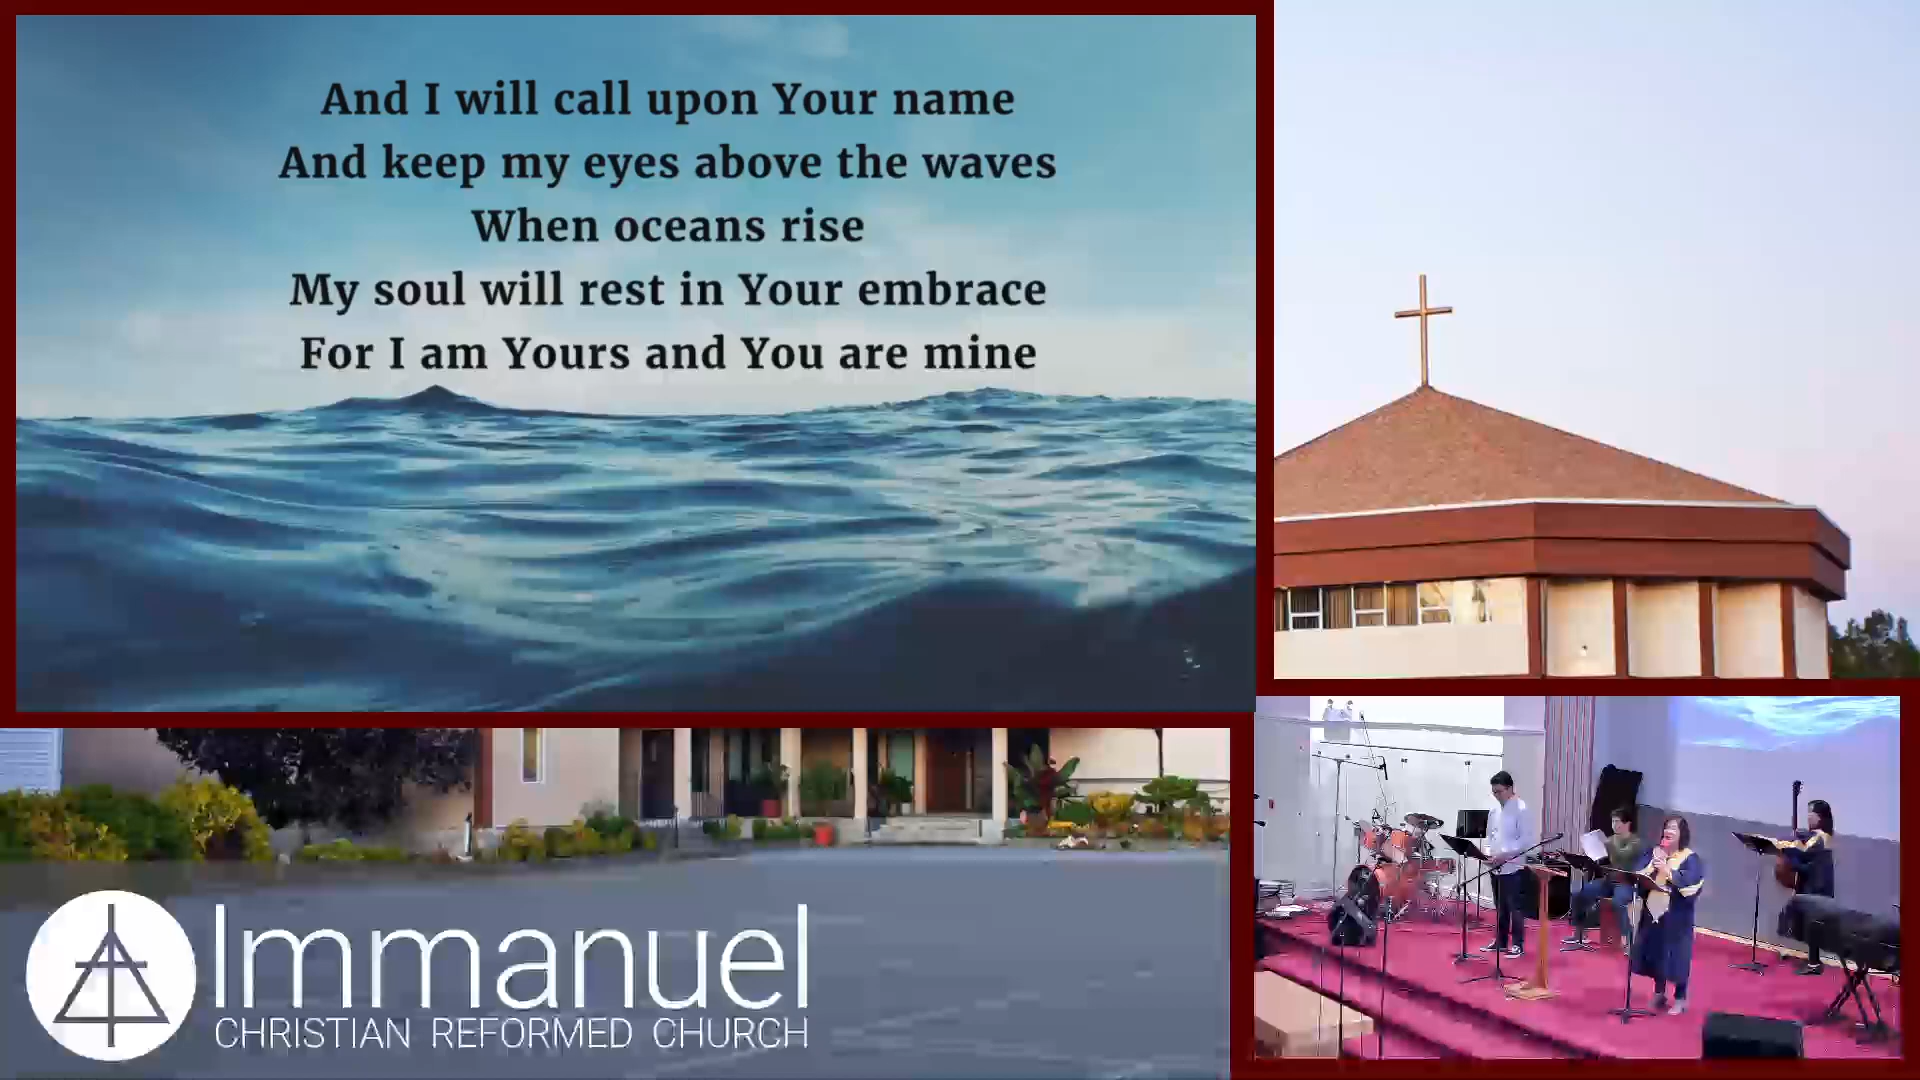 And I will call upon Your name
And keep my eyes above the waves
When oceans rise
My soul will rest in Your embrace
For I am Yours and You are mine
Immanuel
CHRISTIAN REFORMED CHURCH